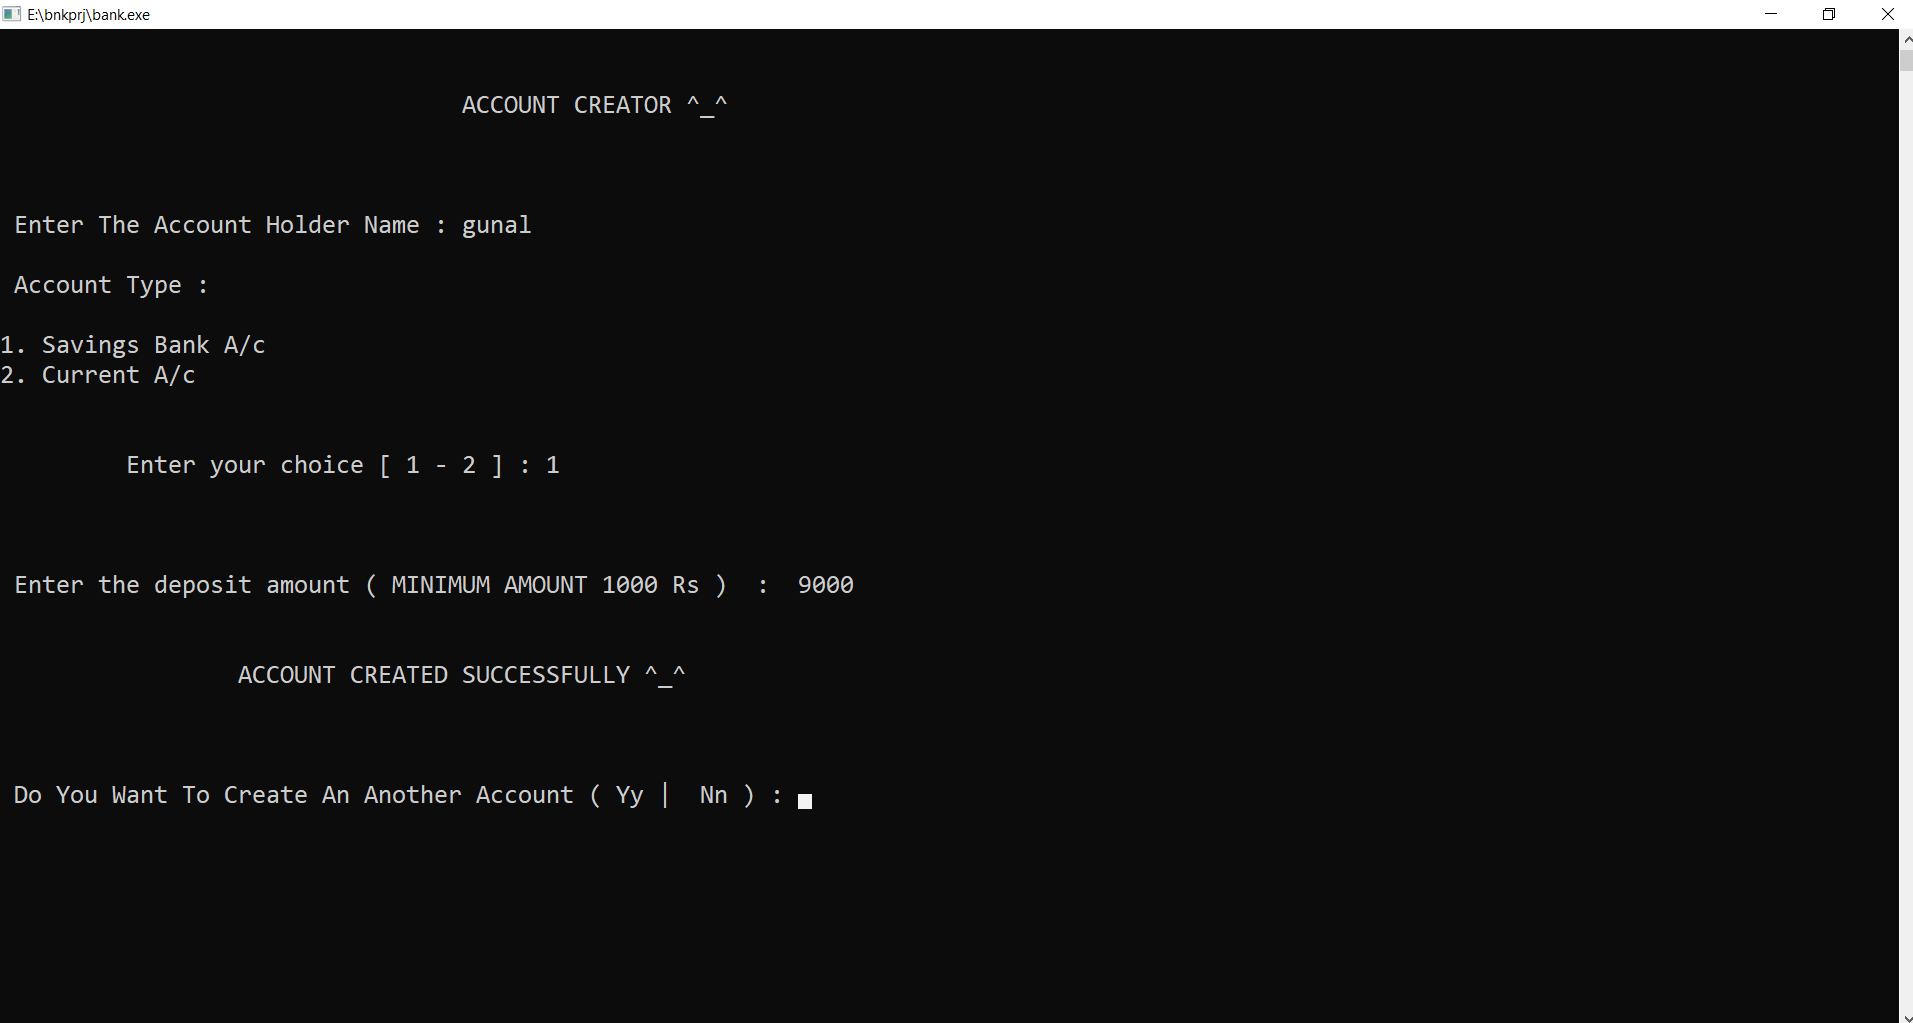 E:\bnkprj\bank.exe
ACCOUNT CREATOR ^_^
Enter The Account Holder Name : gunal
Account Type :
1. Savings Bank A/c
2. Current A/c
Enter your choice [ 1 - 2 ] : 1
Enter the deposit amount ( MINIMUM AMOUNT 1000 Rs )  :  9000
ACCOUNT CREATED SUCCESSFULLY ^_^
Do You Want To Create An Another Account ( Yy |  Nn ) :